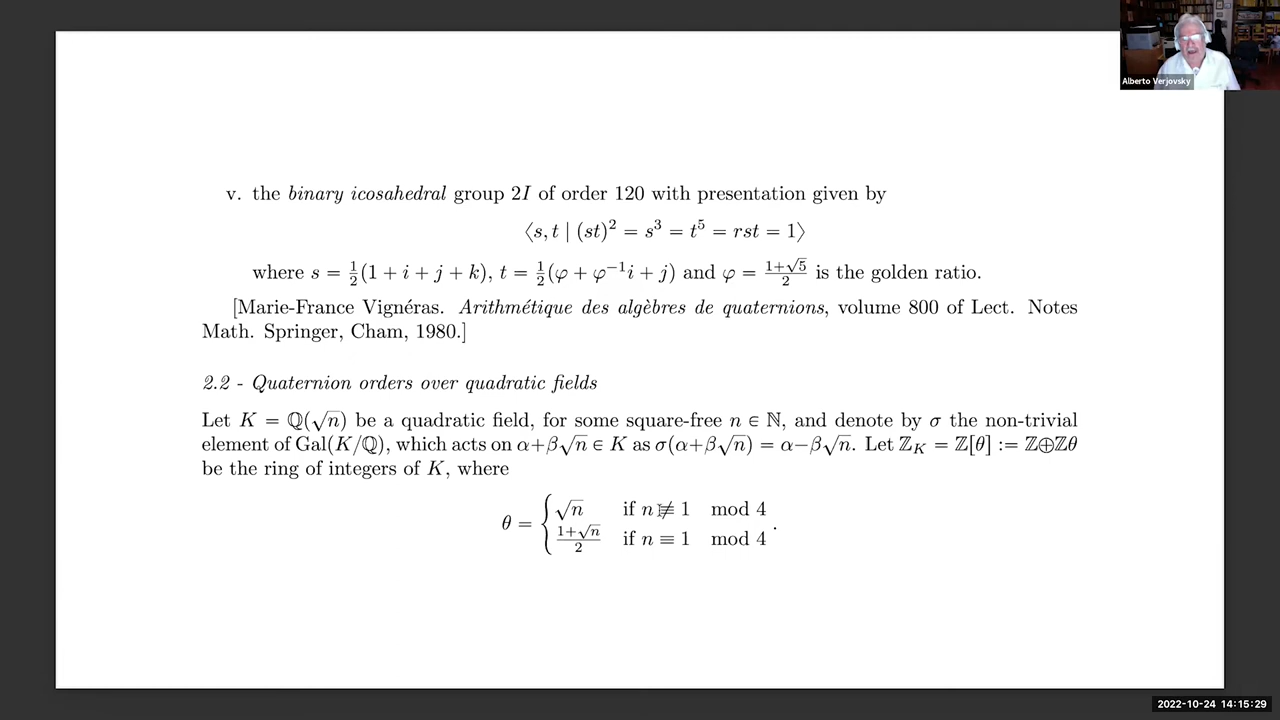 Alberto Verjovsky
v. the binary icosahedral group 2I of order 120 with presentation given by
⟨s, t | (st)² = s³ = t⁵ = rst = 1⟩
where s = ½(1 + i + j + k), t = ½(φ + φ⁻¹i + j) and φ = (1+√5)/2 is the golden ratio.
[Marie-France Vignéras. Arithmétique des algèbres de quaternions, volume 800 of Lect. Notes
Math. Springer, Cham, 1980.]
2.2 - Quaternion orders over quadratic fields
Let K = ℚ(√n) be a quadratic field, for some square-free n ∈ ℕ, and denote by σ the non-trivial
element of Gal(K/ℚ), which acts on α+β√n ∈ K as σ(α+β√n) = α−β√n. Let ℤ_K = ℤ[θ] := ℤ⊕ℤθ
be the ring of integers of K, where
θ = { √n if n ≢ 1 mod 4
(1+√n)/2 if n ≡ 1 mod 4 .
2022-10-24 14:15:29